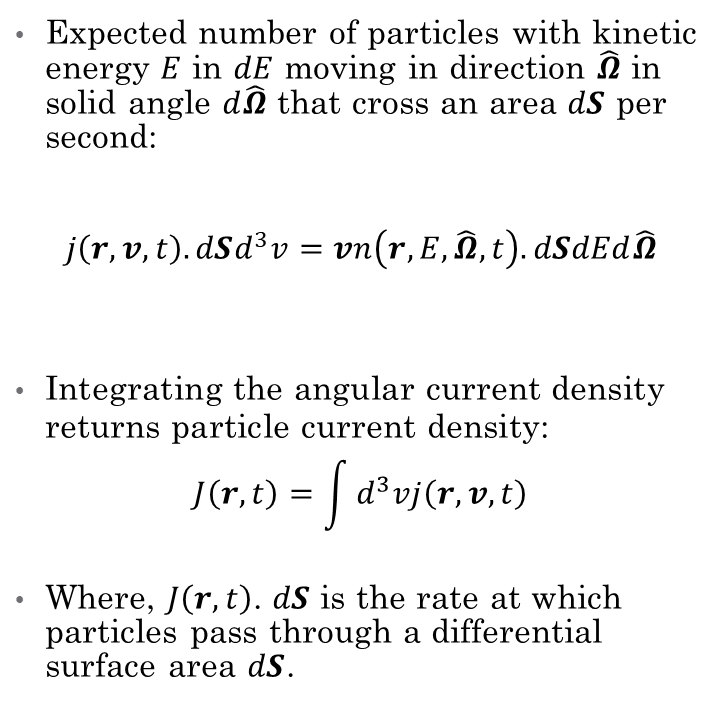 • Expected number of particles with kinetic
energy E in dE moving in direction Ω̂ in
solid angle dΩ̂ that cross an area dS per
second:
j(r, v, t). dSd³v = vn(r, E, Ω̂, t). dSdEdΩ̂
• Integrating the angular current density
returns particle current density:
J(r, t) = ∫ d³vj(r, v, t)
• Where, J(r, t). dS is the rate at which
particles pass through a differential
surface area dS.